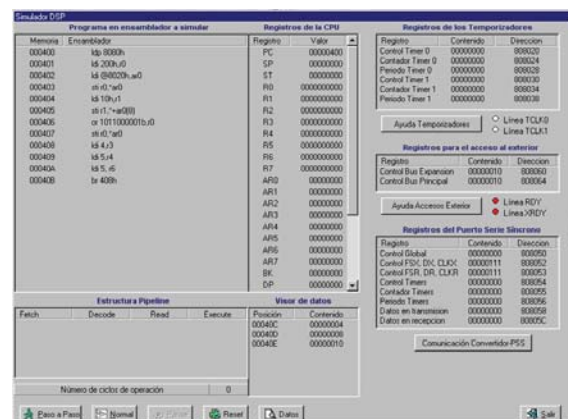 Simulador DSP
Programa en ensamblador a simular
Memoria Ensamblador
000400 ldp 8080h
000401 ldi 200h,r0
000402 ldi @8020h,ar0
000403 sti r0,*ar0
000404 ldi 10h,r1
000405 sti r1,*+ar0(8)
000406 or 1011000001b,r0
000407 sti r0,*ar0
000408 ldi 4,r3
000409 ldi 5,r4
00040A ldi 5, r6
00040B br 408h
Registros de la CPU
Registro Valor
PC 00000400
SP 00000000
ST 00000000
R0 0000000000
R1 0000000000
R2 0000000000
R3 0000000000
R4 0000000000
R5 0000000000
R6 0000000000
R7 0000000000
AR0 00000000
AR1 00000000
AR2 00000000
AR3 00000000
AR4 00000000
AR5 00000000
AR6 00000000
AR7 00000000
BK 00000000
DP 00000000
Registros de los Temporizadores
Registro Contenido Direccion
Control Timer 0 00000000 808020
Contador Timer 0 00000000 808024
Periodo Timer 0 00000000 808028
Control Timer 1 00000000 808030
Contador Timer 1 00000000 808034
Periodo Timer 1 00000000 808038
Ayuda Temporizadores
Línea TCLK0
Línea TCLK1
Registros para el acceso al exterior
Registro Contenido Direccion
Control Bus Expansion 00000010 808060
Control Bus Principal 00000010 808064
Ayuda Accesos Exterior
Línea RDY
Línea XRDY
Registros del Puerto Serie Síncrono
Registro Contenido Direccion
Control Global 00000000 808050
Control FSX, DX, CLKX 00000111 808052
Control FSR, DR, CLKR 00000111 808053
Control Timers 00000000 808054
Contador Timers 00000000 808055
Periodo Timers 00000000 808056
Datos en transmision 00000000 808058
Datos en recepcion 00000000 80805C
Comunicación Convertidor-PSS
Estructura Pipeline
Fetch Decode Read Execute
Número de ciclos de operación 0
Visor de datos
Posición Contenido
00040C 00000004
00040D 00000008
00040E 00000010
Paso a Paso
Normal
Reset
Datos
Salir